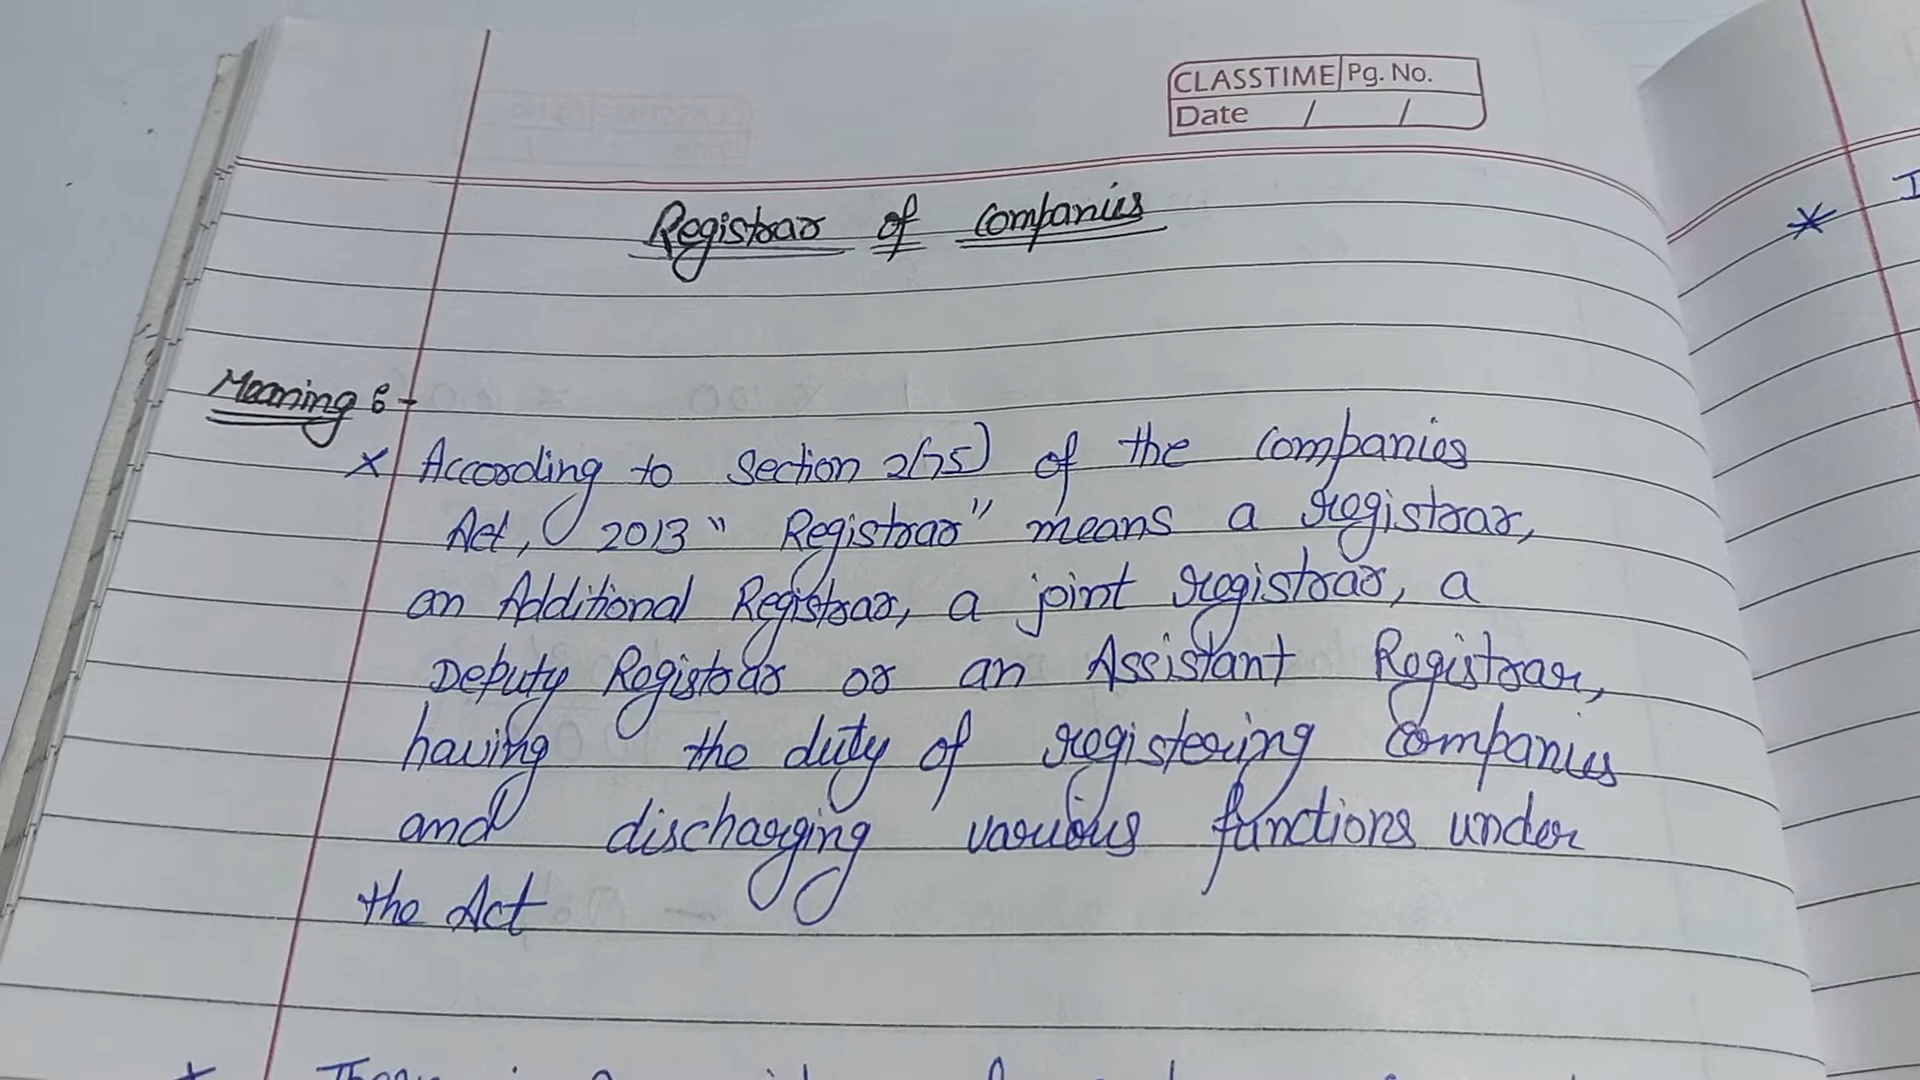 CLASSTIME Pg. No.
Date / /
Registrar of Companies
Meaning :-
× According to Section 2(75) of the Companies
Act, 2013 " Registrar" means a registrar,
an Additional Registrar, a joint registrar, a
Deputy Registrar or an Assistant Registrar,
having the duty of registering Companies
and discharging various functions under
the Act